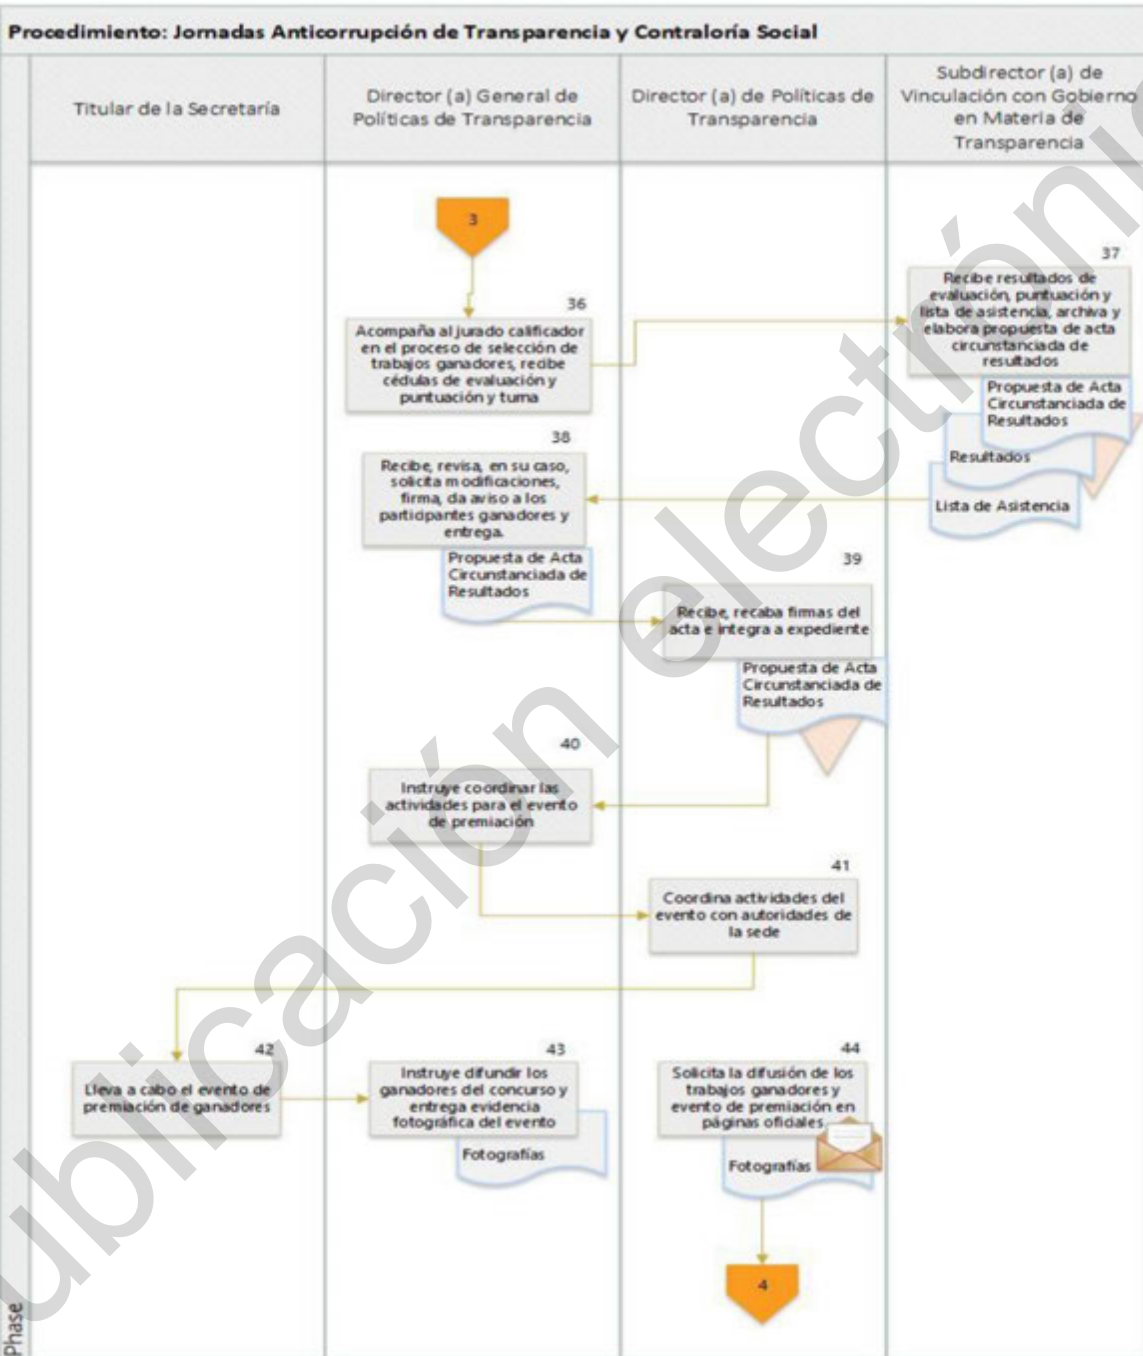 Procedimiento: Jornadas Anticorrupción de Transparencia y Contraloría Social
Titular de la Secretaría
Director (a) General de
Políticas de Transparencia
Director (a) de Políticas de
Transparencia
Subdirector (a) de
Vinculación con Gobierno
en Materia de
Transparencia
3
36
Acompaña al jurado calificador
en el proceso de selección de
trabajos ganadores, recibe
cédulas de evaluación y
puntuación y turna
37
Recibe resultados de
evaluación, puntuación y
lista de asistencia, archiva y
elabora propuesta de acta
circunstanciada de
resultados
Propuesta de Acta
Circunstanciada de
Resultados
Resultados
Lista de Asistencia
38
Recibe, revisa, en su caso,
solicita modificaciones,
firma, da aviso a los
participantes ganadores y
entrega.
Propuesta de Acta
Circunstanciada de
Resultados
39
Recibe, recaba firmas del
acta e integra a expediente
Propuesta de Acta
Circunstanciada de
Resultados
40
Instruye coordinar las
actividades para el evento
de premiación
41
Coordina actividades del
evento con autoridades de
la sede
42
Lleva a cabo el evento de
premiación de ganadores
43
Instruye difundir los
ganadores del concurso y
entrega evidencia
fotográfica del evento
Fotografías
44
Solicita la difusión de los
trabajos ganadores y
evento de premiación en
páginas oficiales.
Fotografías
4
Phase
ublicación electrónic